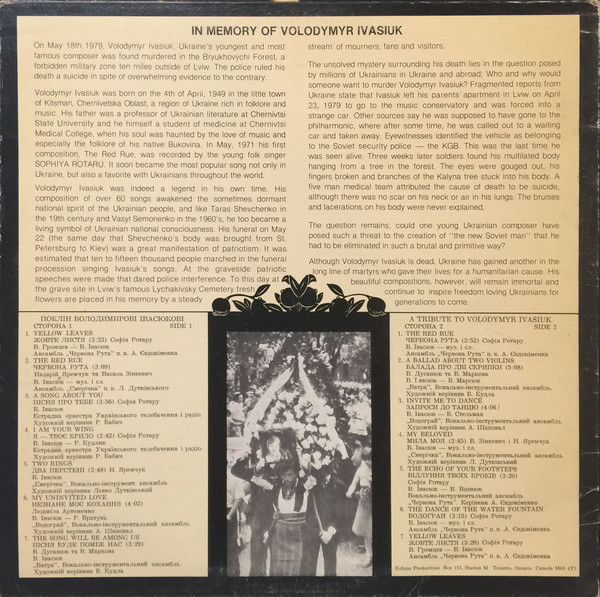 IN MEMORY OF VOLODYMYR IVASIUK
On May 18th, 1979, Volodymyr Ivasiuk, Ukraine's youngest and most
famous composer was found murdered in the Bryukhovychi Forest, a
forbidden military zone ten miles outside of Lviw. The police ruled his
death a suicide in spite of overwhelming evidence to the contrary.
Volodymyr Ivasiuk was born on the 4th of April, 1949 in the little town
of Kitsman, Chernivetska Oblast, a region of Ukraine rich in folklore and
music. His father was a professor of Ukrainian literature at Chernivtsi
State University and he himself a student of medicine at Chernivtsi
Medical College, when his soul was haunted by the love of music and
especially the folklore of his native Bukovina. In May, 1971 his first
composition, The Red Rue, was recorded by the young folk singer
SOPHIYA ROTARU. It soon became the most popular song not only in
Ukraine, but also a favorite with Ukrainians throughout the world.
Volodymyr Ivasiuk was indeed a legend in his own time. His
composition of over 60 songs awakened the sometimes dormant
national spirit of the Ukrainian people, and like Taras Shevchenko in
the 19th century and Vasyl Semonenko in the 1960's, he too became a
living symbol of Ukrainian national consciousness. His funeral on May
22 (the same day that Shevchenko's body was brought from St.
Petersburg to Kiev) was a great manifestation of patriotism. It was
estimated that ten to fifteen thousand people marched in the funeral
procession singing Ivasiuk's songs. At the graveside patriotic
speeches were made that dared police interference. To this day at
the grave site in Lviw's famous Lychakivsky Cemetery fresh
flowers are placed in his memory by a steady
stream of mourners, fans and visitors.
The unsolved mystery surrounding his death lies in the question posed
by millions of Ukrainians in Ukraine and abroad; Who and why would
someone want to murder Volodymyr Ivasiuk? Fragmented reports from
Ukraine state that Ivasiuk left his parents' apartment in Lviw on April
23, 1979 to go to the music conservatory and was forced into a
strange car. Other sources say he was supposed to have gone to the
philharmonic, where after some time, he was called out to a waiting
car and taken away. Eyewitnesses identified the vehicle as belonging
to the Soviet security police — the KGB. This was the last time he
was seen alive. Three weeks later soldiers found his mutilated body
hanging from a tree in the forest. The eyes were gouged out, his
fingers broken and branches of the Kalyna tree stuck into his body. A
five man medical team attributed the cause of death to be suicide,
although there was no scar on his neck or air in his lungs. The bruises
and lacerations on his body were never explained.
The question remains, could one young Ukrainian composer have
posed such a threat to the creation of "the new Soviet man" that he
had to be eliminated in such a brutal and primitive way?
Although Volodymyr Ivasiuk is dead, Ukraine has gained another in the
long line of martyrs who gave their lives for a humanitarian cause. His
beautiful compositions, however, will remain immortal and
continue to inspire freedom loving Ukrainians for
generations to come.
ПОКЛІН ВОЛОДИМИРОВІ ІВАСЮКОВІ
СТОРОНА 1 SIDE 1
1. YELLOW LEAVES
ЖОВТЕ ЛИСТЯ (3:33) Софія Ротару
В. Громцев — В. Івасюк
Ансамбль „Червона Рута" п. к. А. Євдокіменка
2. THE RED RUE
ЧЕРВОНА РУТА (3:09)
Назарій Яремчук та Василь Зінкевич
В. Івасюк — муз. і сл.
Ансамбль „Смерічка" п. к. Л. Дутківського
3. A SONG ABOUT YOU
ПІСНЯ ПРО ТЕБЕ (3:56) Софія Ротару
В. Івасюк
Естрадна оркестра Українського телебачення і радіо.
Художній керівник Р. Бабич
4. I AM YOUR WING
Я — ТВОЄ КРИЛО (2:42) Софія Ротару
В. Івасюк — Р. Кудлик
Естрадна оркестра Українського телебачення і радіо
Художній керівник Р. Бабич
5. TWO RINGS
ДВА ПЕРСТЕНІ (2:48) Н. Яремчук
В. Івасюк
„Смерічка", Вокально-інструмент. ансамбль
Художній керівник Левко Дутківський
6. MY UNINVITED LOVE
НЕЗНАНЕ МОЄ КОХАННЯ (4:02)
Людмила Артеменко
В. Івасюк — Р. Братунь
„Водограй", Вокально-інструментальний ансамбль.
Художній керівник А. Шаповал
7. THE SONG WILL BE AMONG US
ПІСНЯ БУДЕ ПОМІЖ НАС (3:29)
В. Дусанюк та В. Маркова
В. Івасюк
„Ватра", Вокально-інструментальний ансамбль.
Художній керівник Б. Кудла
A TRIBUTE TO VOLODYMYR IVASIUK
СТОРОНА 2 SIDE 2
1. THE RED RUE
ЧЕРВОНА РУТА (2:52) Софія Ротару
В. Івасюк — муз. і сл.
Ансамбль „Червона Рута" п. к. А. Євдокіменка
2. A BALLAD ABOUT TWO VIOLINS
БАЛАДА ПРО ДВІ СКРИПКИ (5:08)
В. Дусанюк та В. Маркова
В. Івасюк — В. Марсюк
„Ватра", Вокально-інструментальний ансамбль.
Художній керівник Б. Кудла
3. INVITE ME TO DANCE
ЗАПРОСИ ДО ТАНЦЮ (4:06)
В. Івасюк — Б. Стельмах
„Водограй", Вокально-інструментальний ансамбль.
Художній керівник А. Шаповал
4. MY BELOVED
МИЛА МОЯ (2:45) В. Зінкевич і Н. Яремчук
В. Івасюк — муз. і сл.
„Смерічка", Вокально-інструментальний ансамбль.
Художній керівник Л. Дутківський
5. THE ECHO OF YOUR FOOTSTEPS
ВІДЛУННЯ ТВОЇХ КРОКІВ (3:20)
Софія Ротару
В. Івасюк — В. Вознюк
Вокально-інструментальний ансамбль
„Червона Рута", Керівник А. Євдокіменко
6. THE DANCE OF THE WATER FOUNTAIN
ВОДОГРАЙ (3:15) Софія Ротару
В. Івасюк — муз. і сл.
Ансамбль „Червона Рута" п. к. А. Євдокіменка
7. YELLOW LEAVES
ЖОВТЕ ЛИСТЯ (3:26) Софія Ротару
В. Громцев — В. Івасюк
Ансамбль „Червона Рута" п. к. А. Євдокіменка
Productions Box 153, Station M Toronto, Ontario Canada M6S 4T3